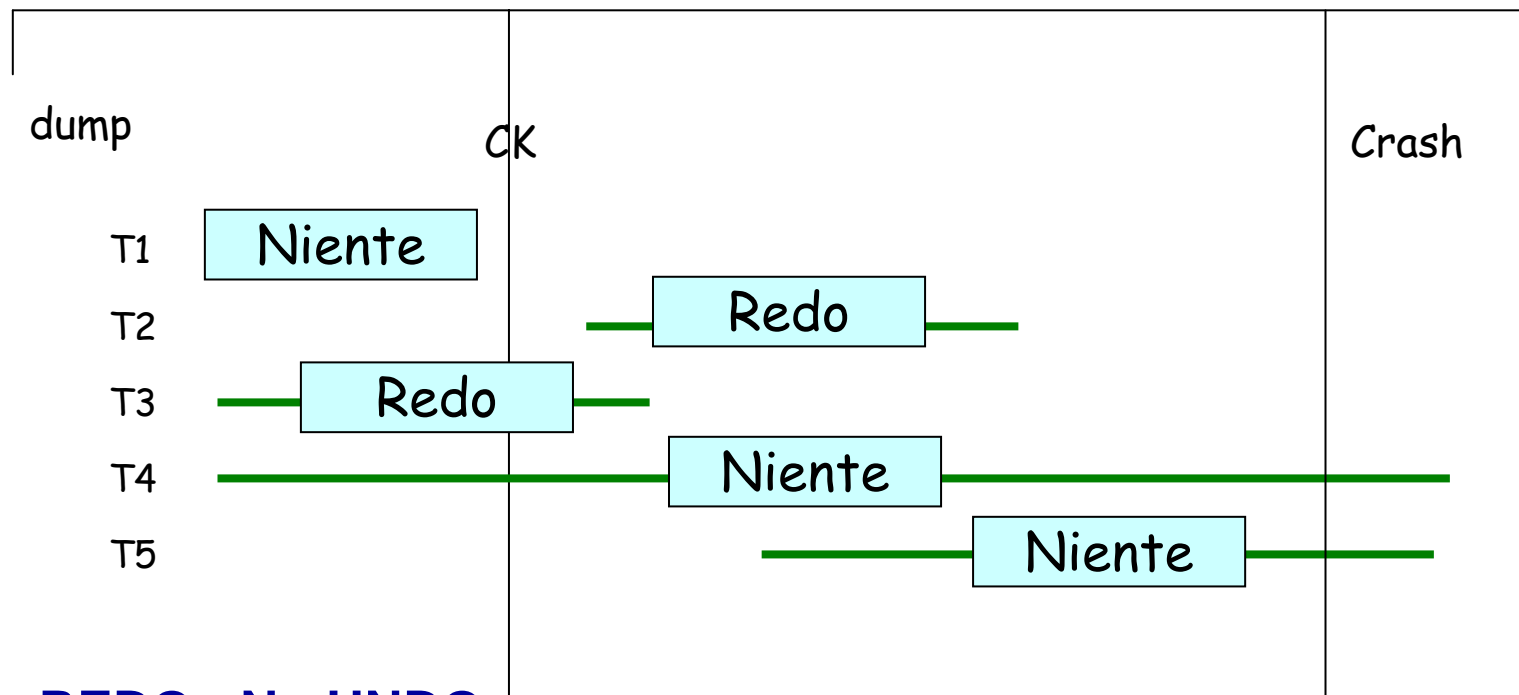 dump
CK
Crash
T1 Niente
T2 Redo
T3 Redo
T4 Niente
T5 Niente